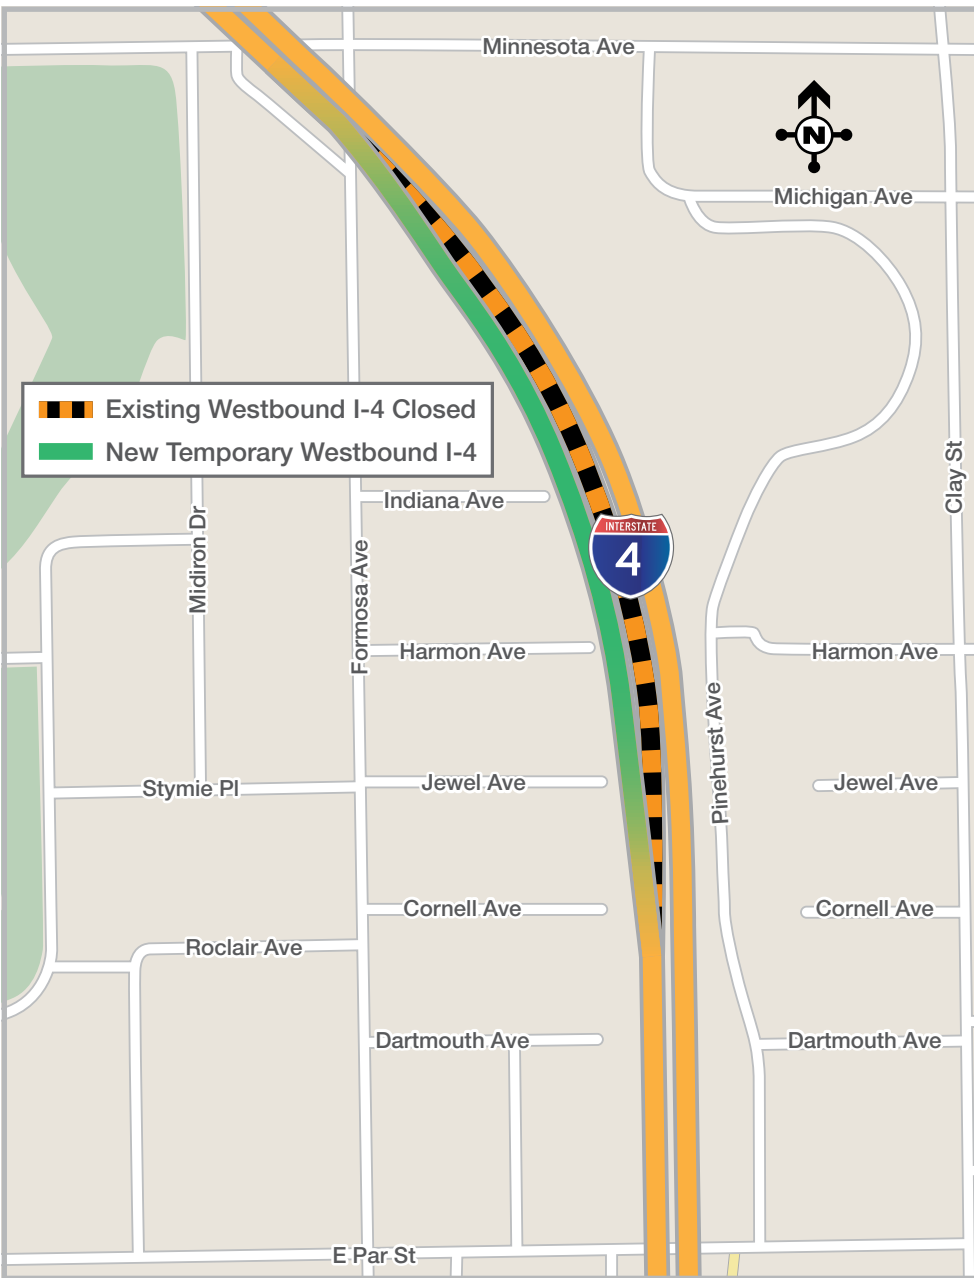 Minnesota Ave
N
Michigan Ave
Existing Westbound I-4 Closed
New Temporary Westbound I-4
Clay St
Indiana Ave
Midiron Dr
INTERSTATE
4
Formosa Ave
Harmon Ave
Harmon Ave
Pinehurst Ave
Stymie Pl
Jewel Ave
Jewel Ave
Cornell Ave
Cornell Ave
Roclair Ave
Dartmouth Ave
Dartmouth Ave
E Par St